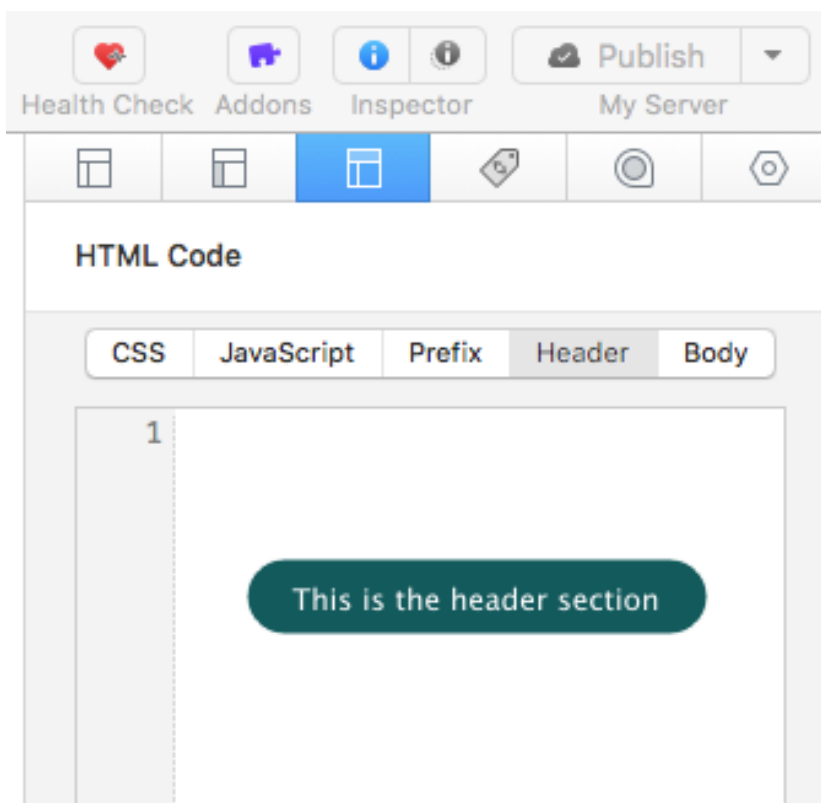 Publish
Health Check Addons Inspector My Server
HTML Code
CSS JavaScript Prefix Header Body
1
This is the header section